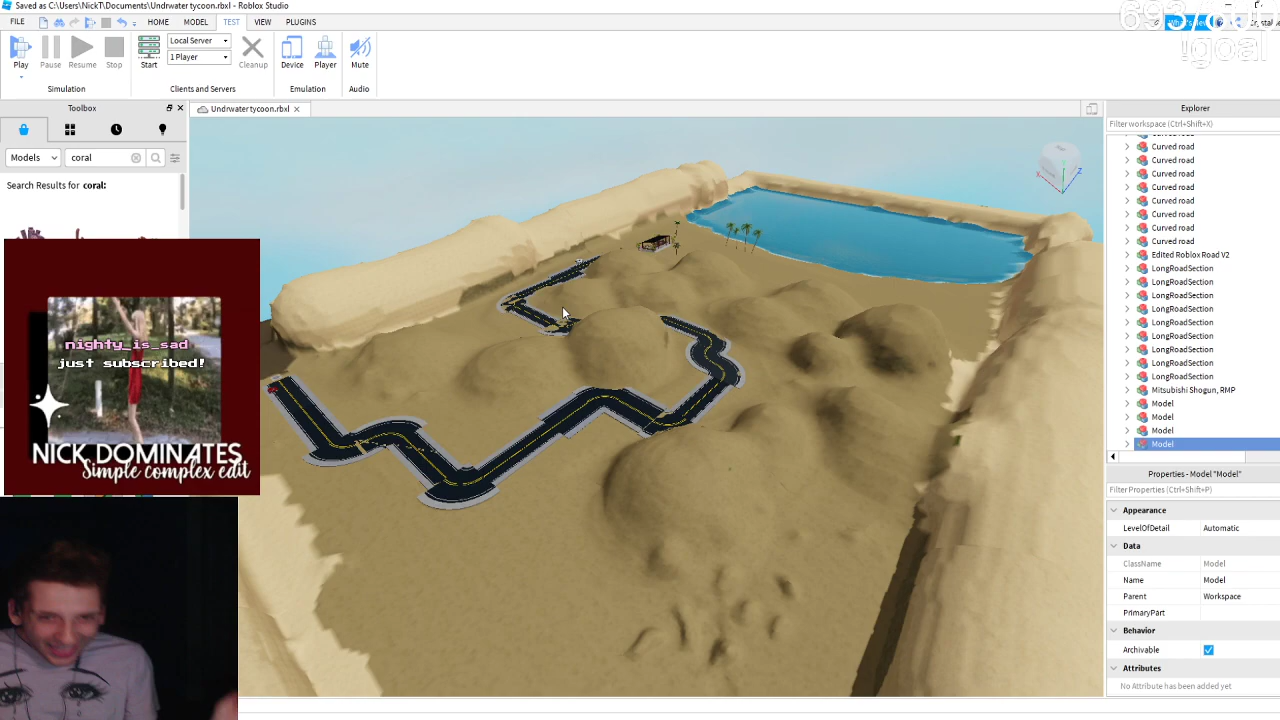 Saved as C:\Users\NickT\Documents\Undrwater tycoon.rbxl - Roblox Studio
FILE HOME MODEL TEST VIEW PLUGINS
!goal
Play Pause Resume Stop
Simulation
Local Server
1 Player
Start Cleanup
Clients and Servers
Device Player
Emulation
Mute
Audio
Toolbox
Undrwater tycoon.rbxl
Explorer
Filter workspace (Ctrl+Shift+X)
Models coral
Search Results for coral:
Curved road
Curved road
Curved road
Curved road
Curved road
Curved road
Curved road
Curved road
Edited Roblox Road V2
LongRoadSection
LongRoadSection
LongRoadSection
LongRoadSection
LongRoadSection
LongRoadSection
LongRoadSection
LongRoadSection
LongRoadSection
Mitsubishi Shogun, RMP
Model
Model
Model
Model
Properties - Model "Model"
Filter Properties (Ctrl+Shift+P)
Appearance
LevelOfDetail Automatic
Data
ClassName Model
Name Model
Parent Workspace
PrimaryPart
Behavior
Archivable
Attributes
No Attribute has been added yet
nighty_is_sad
just subscribed!
NICK DOMINATES
Simple complex edit